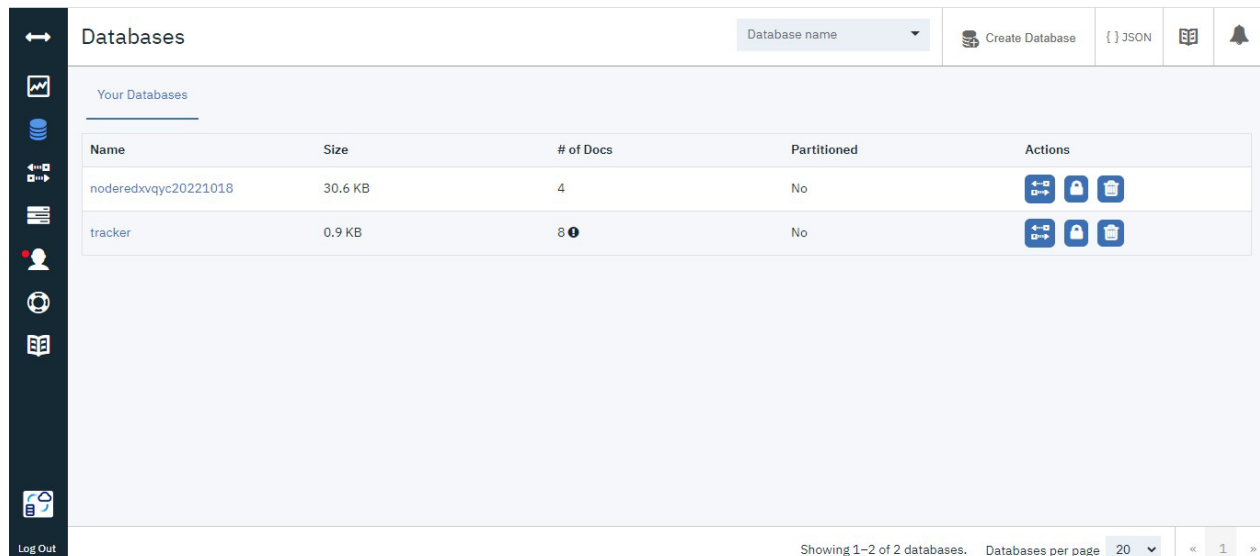 Databases
Database name
Create Database
{ } JSON
Your Databases
Name Size # of Docs Partitioned Actions
noderedxvqyc20221018 30.6 KB 4 No
tracker 0.9 KB 8 No
Log Out
Showing 1–2 of 2 databases. Databases per page 20 « 1 »